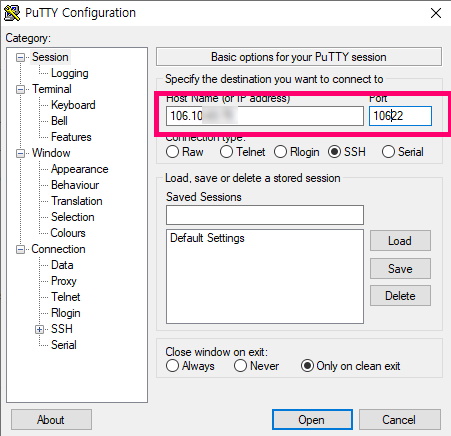 PuTTY Configuration
Category:
Session
Logging
Terminal
Keyboard
Bell
Features
Window
Appearance
Behaviour
Translation
Selection
Colours
Connection
Data
Proxy
Telnet
Rlogin
SSH
Serial
Basic options for your PuTTY session
Specify the destination you want to connect to
Host Name (or IP address) Port
106.10 10622
Connection type:
Raw Telnet Rlogin SSH Serial
Load, save or delete a stored session
Saved Sessions
Default Settings
Load
Save
Delete
Close window on exit:
Always Never Only on clean exit
About Open Cancel